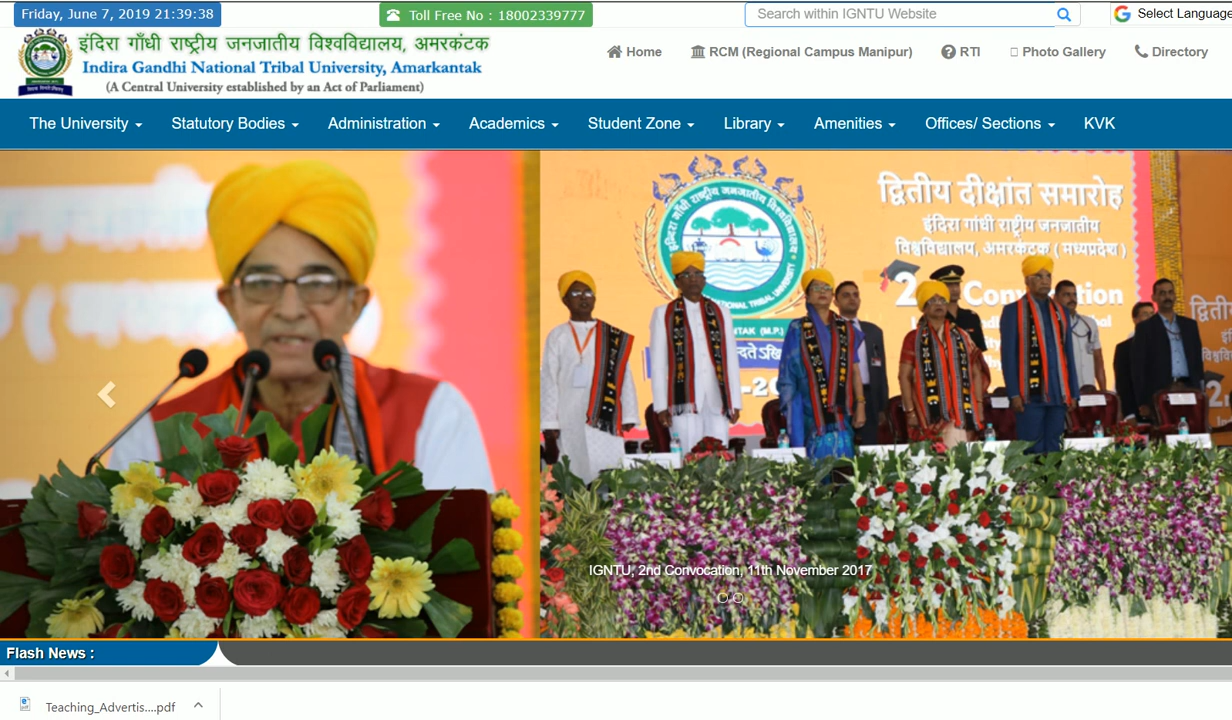 Friday, June 7, 2019 21:39:38
Toll Free No : 18002339777
Search within IGNTU Website
Select Language
इंदिरा गाँधी राष्ट्रीय जनजातीय विश्वविद्यालय, अमरकंटक
Indira Gandhi National Tribal University, Amarkantak
(A Central University established by an Act of Parliament)
Home
RCM (Regional Campus Manipur)
RTI
Photo Gallery
Directory
The University
Statutory Bodies
Administration
Academics
Student Zone
Library
Amenities
Offices/ Sections
KVK
द्वितीय दीक्षांत समारोह
इंदिरा गांधी राष्ट्रीय जनजातीय
विश्वविद्यालय, अमरकंटक ( मध्यप्रदेश )
Convocation
IGNTU, 2nd Convocation, 11th November 2017
Flash News :
Teaching_Advertis....pdf